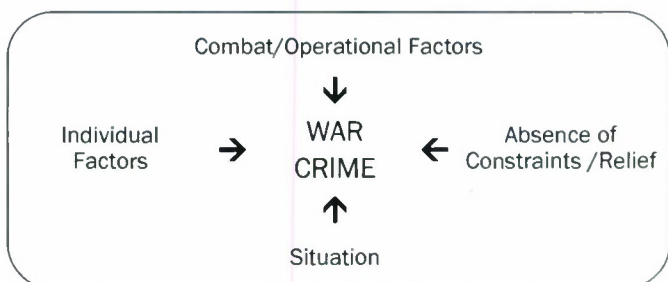 Combat/Operational Factors
Individual
Factors
WAR
CRIME
Absence of
Constraints /Relief
Situation